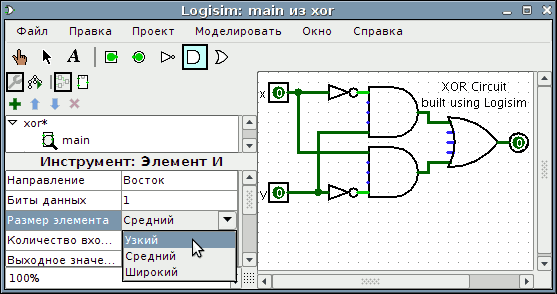 Logisim: main из xor
Файл Правка Проект Моделировать Окно Справка
A
xor*
main
Инструмент: Элемент И
Направление Восток
Биты данных 1
Размер элемента Средний
Количество вхо...
Выходное значе...
Узкий
Средний
Широкий
100%
XOR Circuit
built using Logisim
x 0
0
y 0